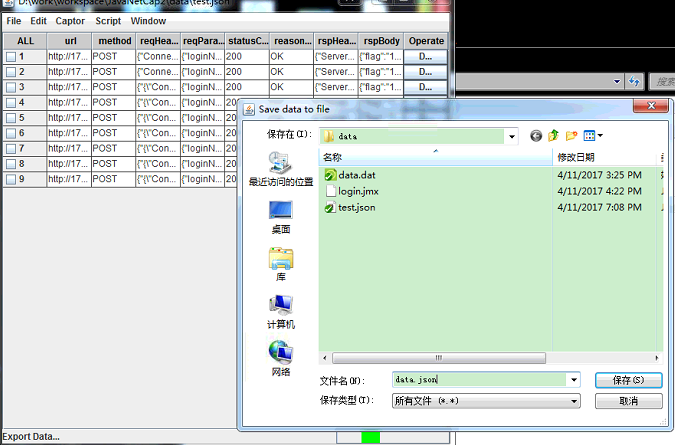 D:\work\workspace\JavaNetCap2\data\test.json
File Edit Captor Script Window
ALL url method reqHea... reqPara... statusC... reason... rspHea... rspBody Operate
1 http://17... POST {"Conne... {"loginN... 200 OK {"Server... {"flag":"1... D...
2 http://17... POST {"Conne... {"loginN... 200 OK {"Server... {"flag":"1... D...
3 http://17... POST {"{\"Con... {"loginN... 200 OK {"Server... {"flag":"1... D...
4 http://17... POST {"{\"Con... {"loginN... 20
5 http://17... POST {"{\"Con... {"loginN... 20
6 http://17... POST {"{\"Con... {"loginN... 20
7 http://17... POST {"{\"Con... {"loginN... 20
8 http://17... POST {"{\"Con... {"loginN... 20
9 http://17... POST {"{\"Con... {"loginN... 20
搜索
Save data to file
保存在(I): data
最近访问的位置
桌面
库
计算机
网络
名称 修改日期
data.dat 4/11/2017 3:25 PM
login.jmx 4/11/2017 4:22 PM
test.json 4/11/2017 7:08 PM
文件名(N): data.json 保存(S)
保存类型(T): 所有文件 (*.*) 取消
Export Data...